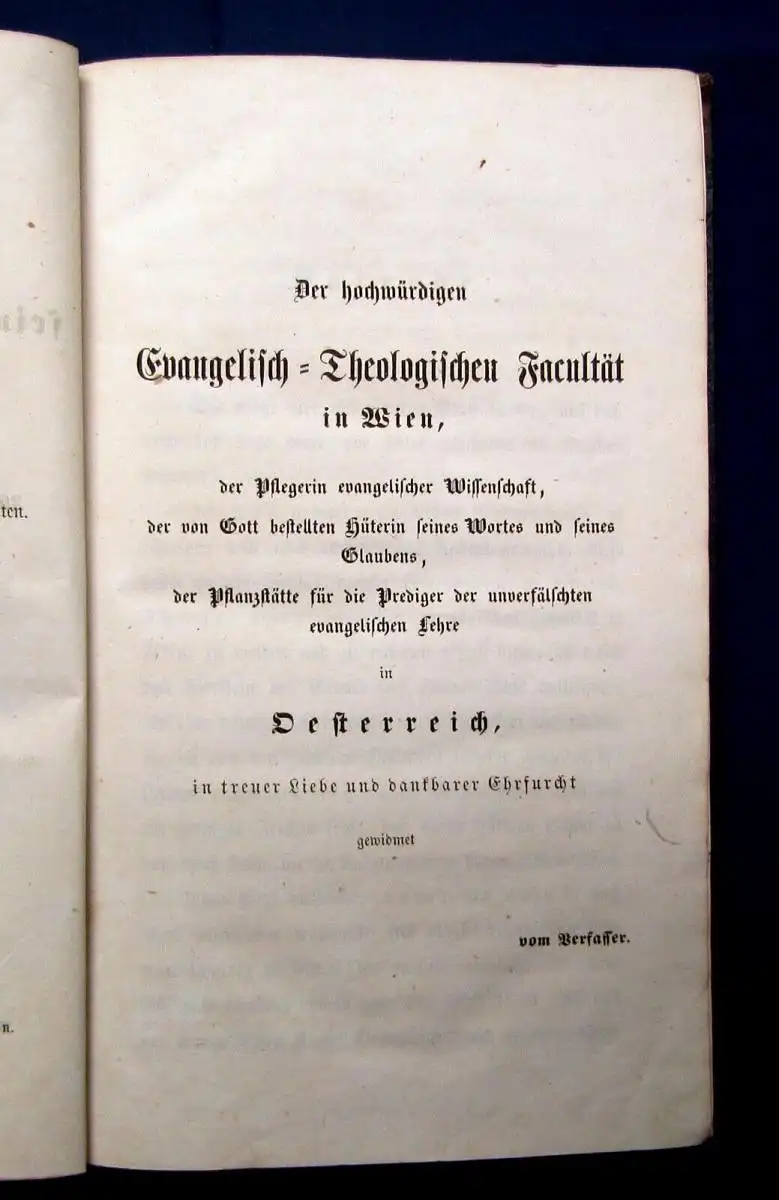 Der hochwürdigen
Evangelisch-Theologischen Facultät
in Wien,
der Pflegerin evangelischer Wissenschaft,
der von Gott bestellten Hüterin seines Wortes und seines
Glaubens,
der Pflanzstätte für die Prediger der unverfälschten
evangelischen Lehre
in
Oesterreich,
in treuer Liebe und dankbarer Ehrfurcht
gewidmet
vom Verfasser.